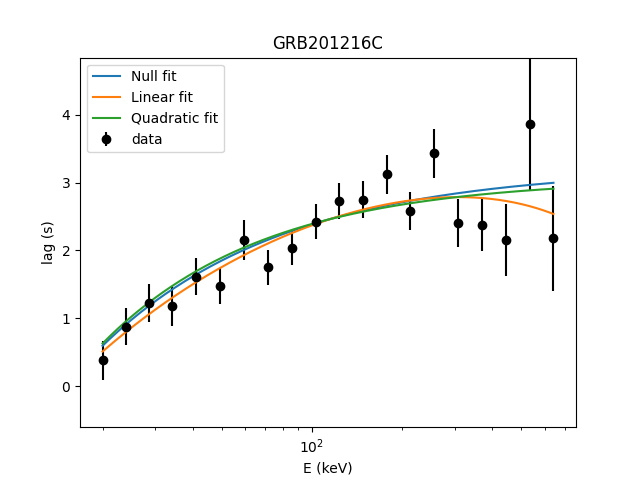 GRB201216C
Null fit
Linear fit
Quadratic fit
data
lag (s)
4
3
2
1
0
10²
E (keV)